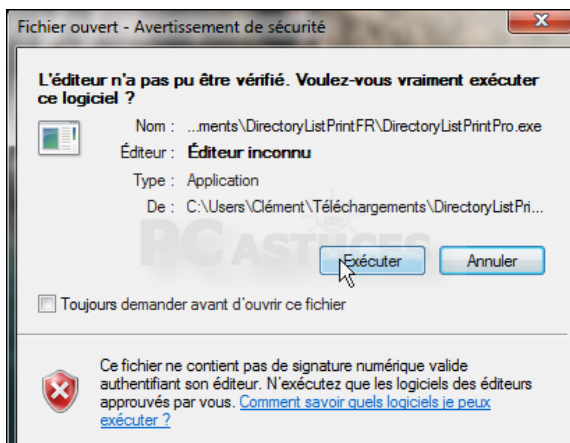 Fichier ouvert - Avertissement de sécurité
L'éditeur n'a pas pu être vérifié. Voulez-vous vraiment exécuter
ce logiciel ?
Nom : ...ments\DirectoryListPrintFR\DirectoryListPrintPro.exe
Éditeur : Éditeur inconnu
Type : Application
De : C:\Users\Clément\Téléchargements\DirectoryListPri...
PC ASTUCES
Exécuter Annuler
Toujours demander avant d'ouvrir ce fichier
Ce fichier ne contient pas de signature numérique valide
authentifiant son éditeur. N'exécutez que les logiciels des éditeurs
approuvés par vous. Comment savoir quels logiciels je peux
exécuter ?